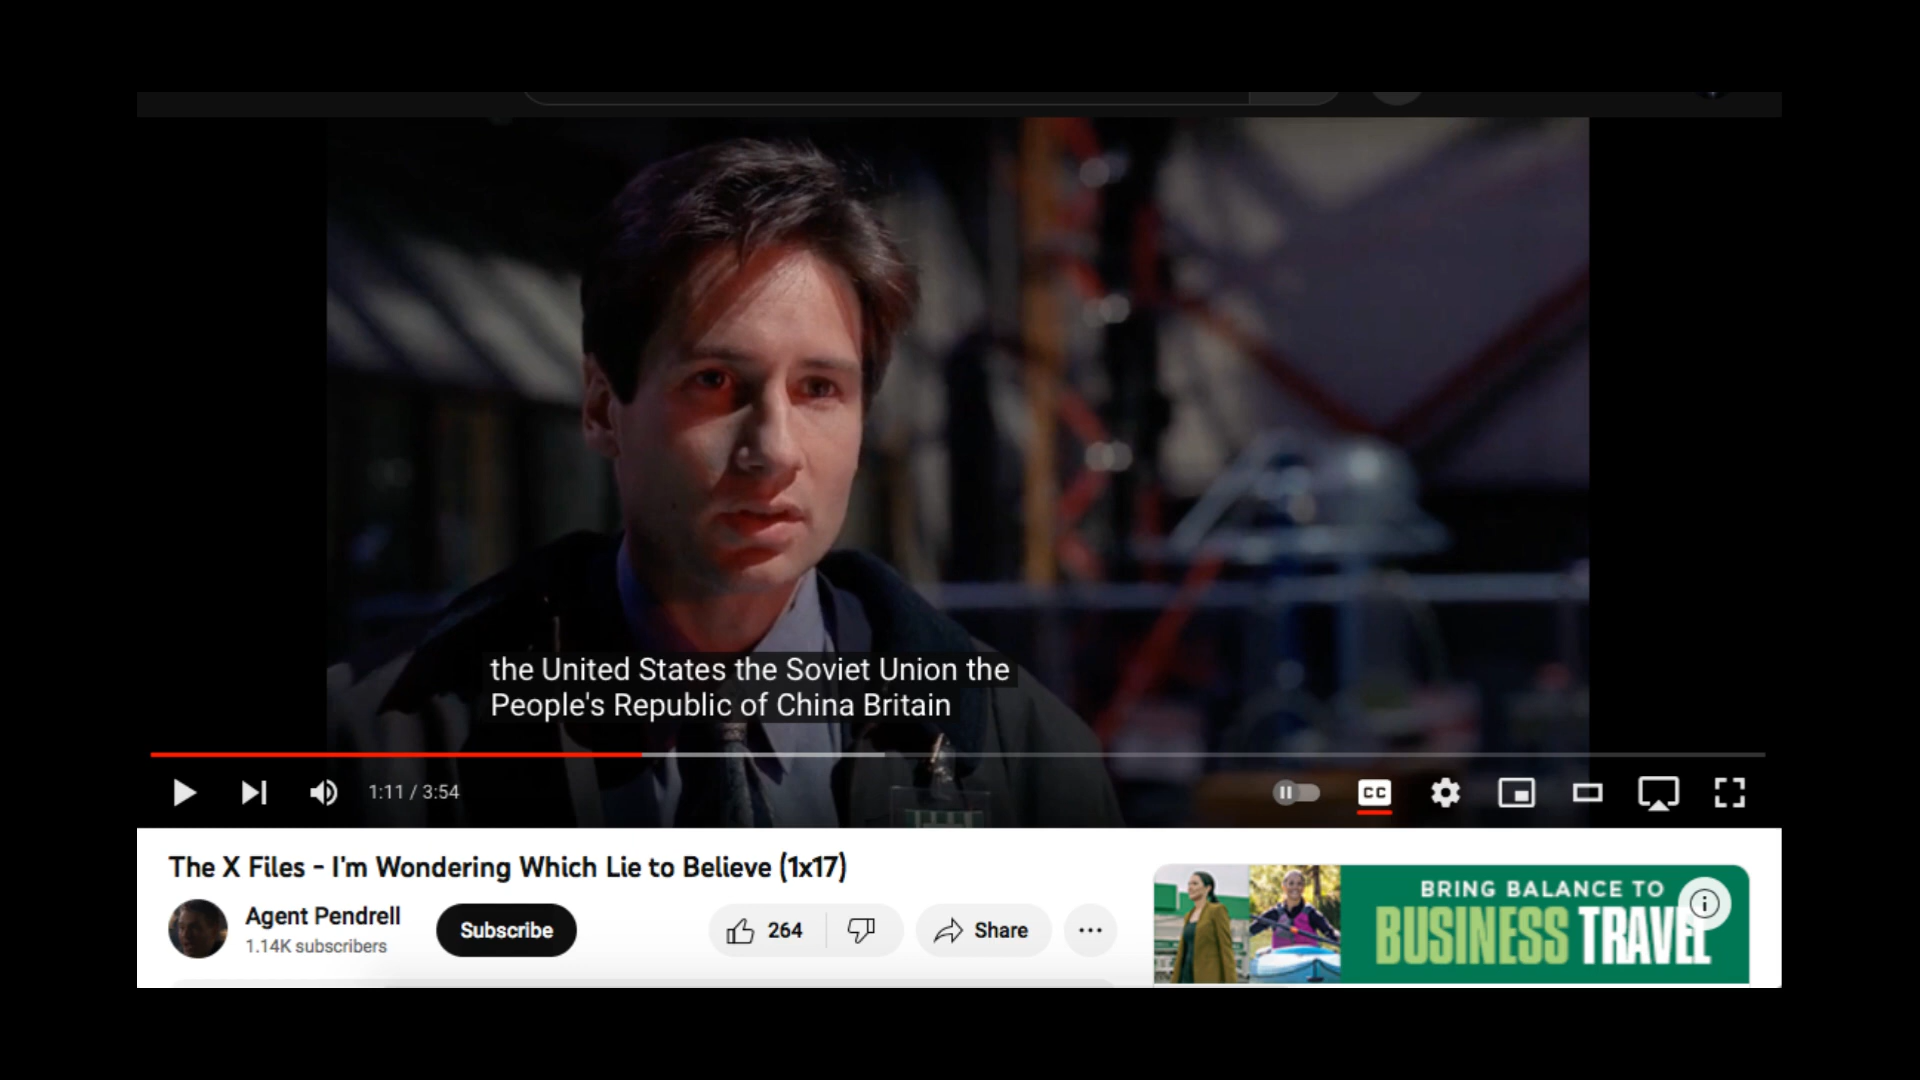 the United States the Soviet Union the
People's Republic of China Britain
1:11 / 3:54
CC
The X Files - I'm Wondering Which Lie to Believe (1x17)
Agent Pendrell
1.14K subscribers
Subscribe
264
Share
BRING BALANCE TO
BUSINESS TRAVEL